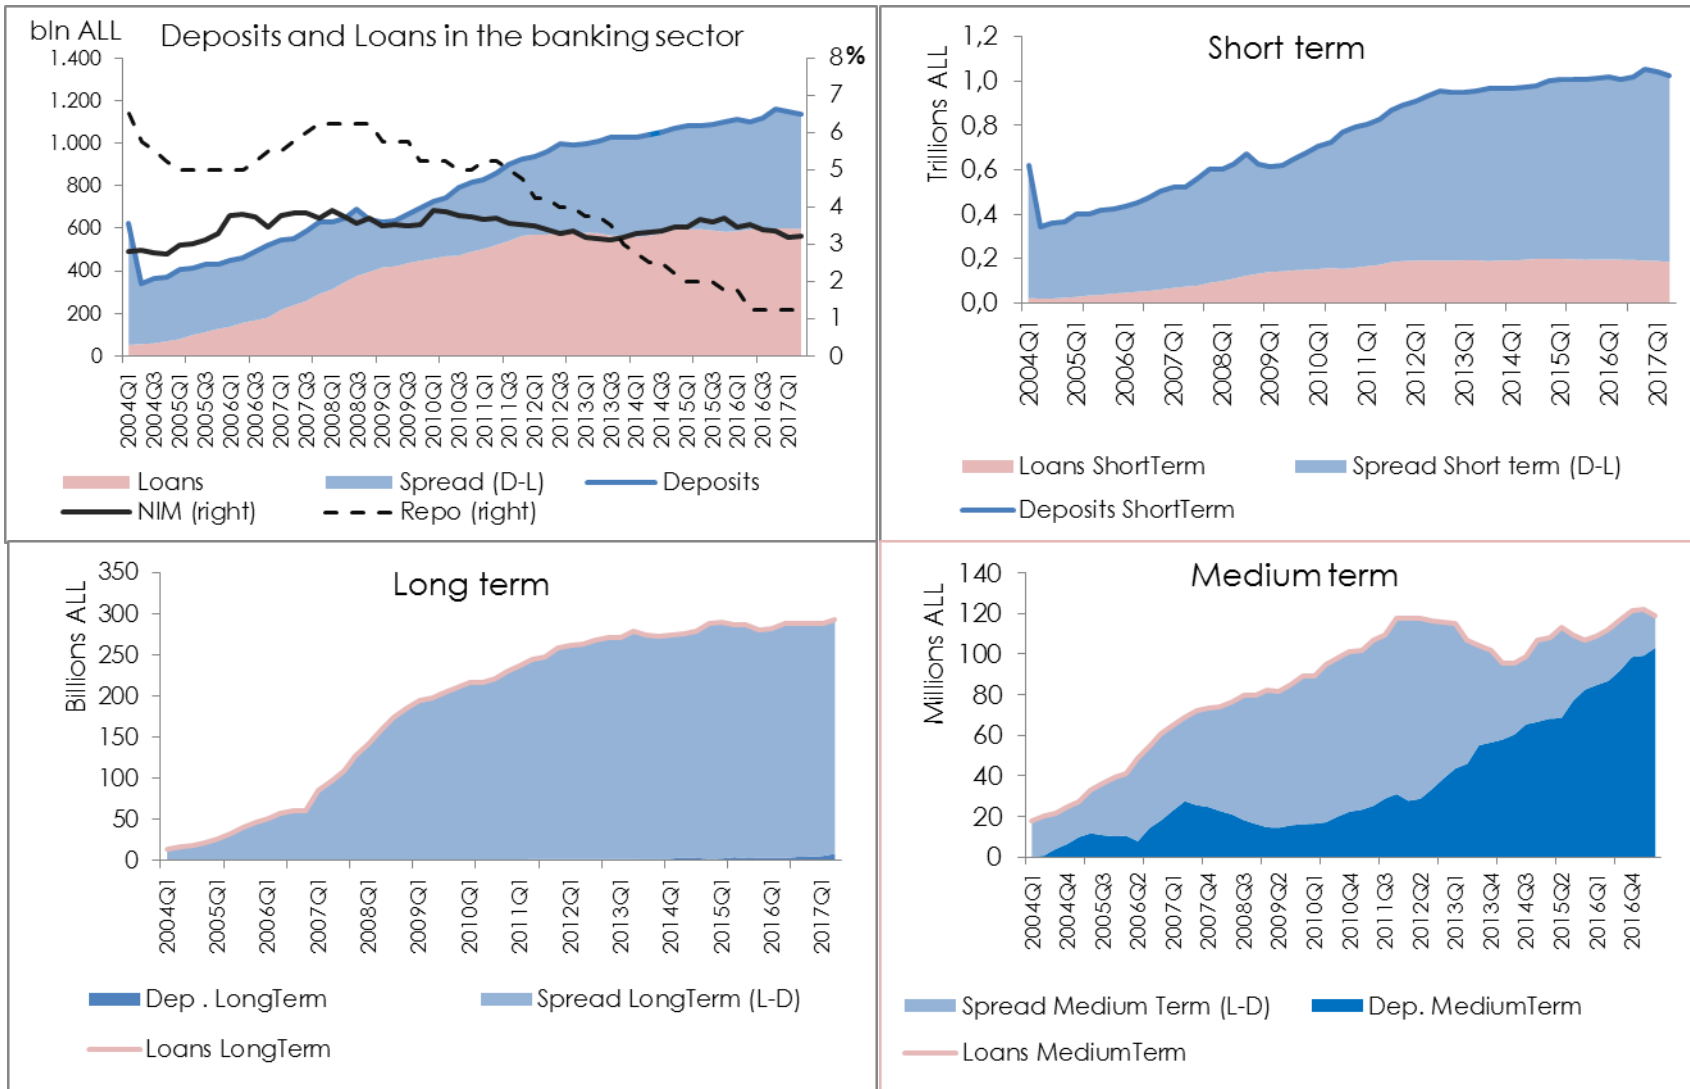 bln ALL
Deposits and Loans in the banking sector
1.400
1.200
1.000
800
600
400
200
0
8%
7
6
5
4
3
2
1
0
2004Q1
2004Q3
2005Q1
2005Q3
2006Q1
2006Q3
2007Q1
2007Q3
2008Q1
2008Q3
2009Q1
2009Q3
2010Q1
2010Q3
2011Q1
2011Q3
2012Q1
2012Q3
2013Q1
2013Q3
2014Q1
2014Q3
2015Q1
2015Q3
2016Q1
2016Q3
2017Q1
Loans
Spread (D-L)
Deposits
NIM (right)
Repo (right)
Short term
Trillions ALL
1,2
1,0
0,8
0,6
0,4
0,2
0,0
2004Q1
2005Q1
2006Q1
2007Q1
2008Q1
2009Q1
2010Q1
2011Q1
2012Q1
2013Q1
2014Q1
2015Q1
2016Q1
2017Q1
Loans ShortTerm
Spread Short term (D-L)
Deposits ShortTerm
Long term
Billions ALL
350
300
250
200
150
100
50
0
2004Q1
2005Q1
2006Q1
2007Q1
2008Q1
2009Q1
2010Q1
2011Q1
2012Q1
2013Q1
2014Q1
2015Q1
2016Q1
2017Q1
Dep . LongTerm
Spread LongTerm (L-D)
Loans LongTerm
Medium term
Millions ALL
140
120
100
80
60
40
20
0
2004Q1
2004Q4
2005Q3
2006Q2
2007Q1
2007Q4
2008Q3
2009Q2
2010Q1
2010Q4
2011Q3
2012Q2
2013Q1
2013Q4
2014Q3
2015Q2
2016Q1
2016Q4
Spread Medium Term (L-D)
Dep. MediumTerm
Loans MediumTerm